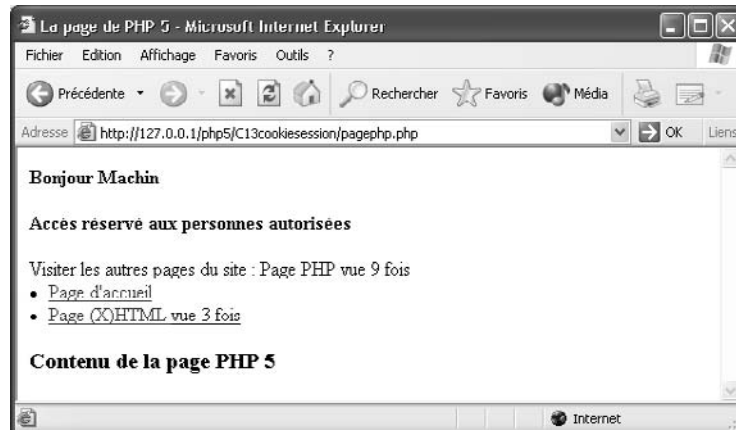 La page de PHP 5 - Microsoft Internet Explorer
Fichier Edition Affichage Favoris Outils ?
Précédente Rechercher Favoris Média
Adresse http://127.0.0.1/php5/C13cookiesession/pagephp.php OK Liens
Bonjour Machin
Accès réservé aux personnes autorisées
Visiter les autres pages du site : Page PHP vue 9 fois
• Page d'accueil
• Page (X)HTML vue 3 fois
Contenu de la page PHP 5
Internet